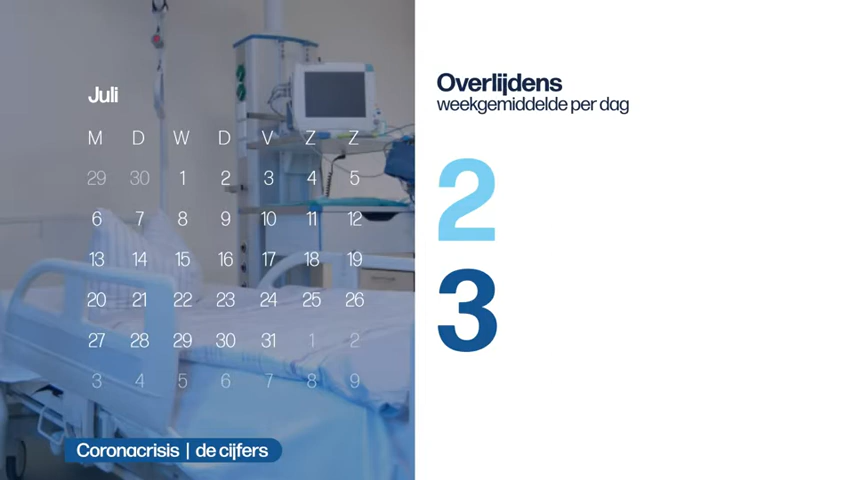 Juli
M D W D V Z Z
29 30 1 2 3 4 5
6 7 8 9 10 11 12
13 14 15 16 17 18 19
20 21 22 23 24 25 26
27 28 29 30 31 1 2
3 4 5 6 7 8 9
Coronacrisis | de cijfers
Overlijdens
weekgemiddelde per dag
2
3